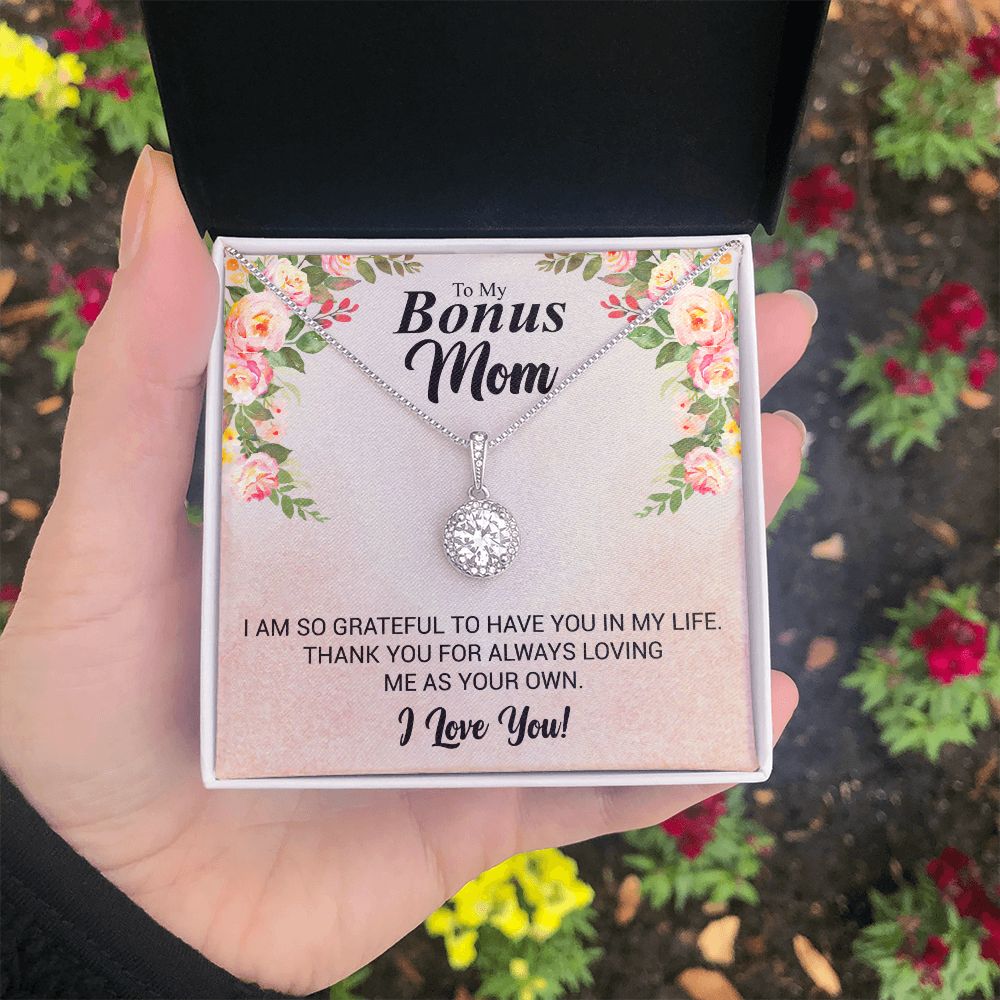 To My
Bonus
Mom
I AM SO GRATEFUL TO HAVE YOU IN MY LIFE.
THANK YOU FOR ALWAYS LOVING
ME AS YOUR OWN.
I Love You!